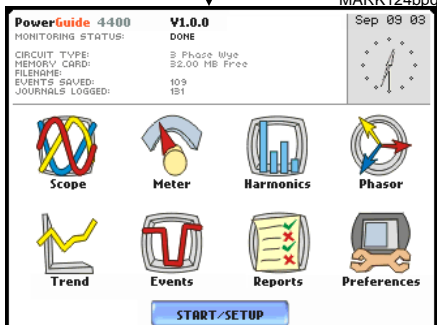 MARK124bpg
PowerGuide 4400 V1.0.0 Sep 09 03
MONITORING STATUS: DONE
CIRCUIT TYPE: 3 Phase Wye
MEMORY CARD: 32.00 MB Free
FILENAME:
EVENTS SAVED: 109
JOURNALS LOGGED: 131
Scope Meter Harmonics Phasor
Trend Events Reports Preferences
START/SETUP